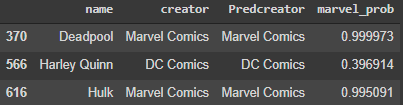 name creator Predcreator marvel_prob
370 Deadpool Marvel Comics Marvel Comics 0.999973
566 Harley Quinn DC Comics DC Comics 0.396914
616 Hulk Marvel Comics Marvel Comics 0.995091